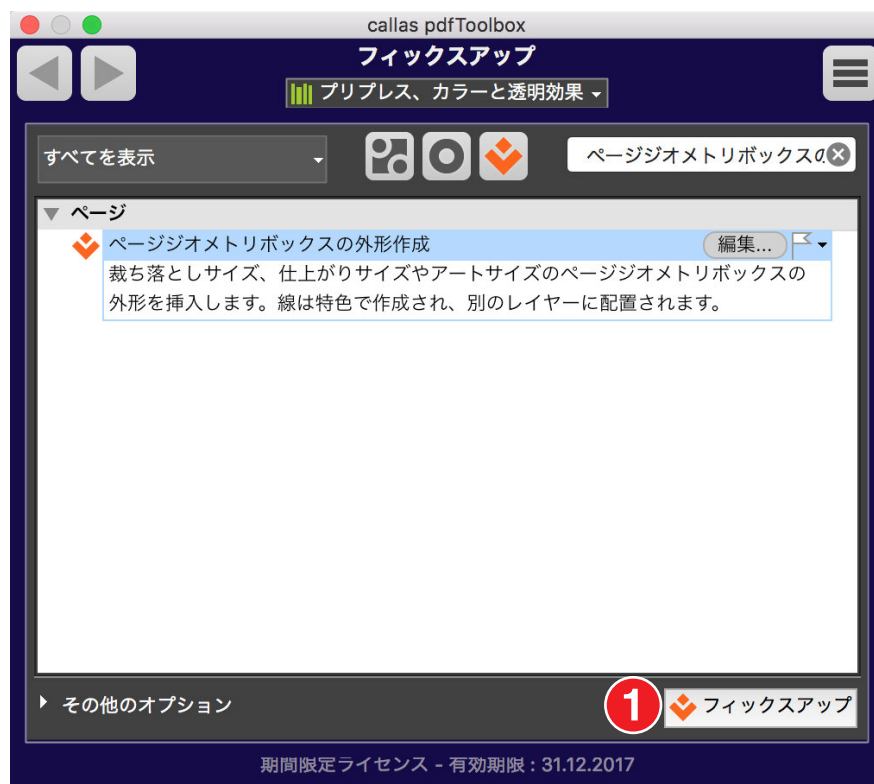 callas pdfToolbox
フィックスアップ
プリプレス、カラーと透明効果
すべてを表示
ページジオメトリボックスの
ページ
ページジオメトリボックスの外形作成
編集...
裁ち落としサイズ、仕上がりサイズやアートサイズのページジオメトリボックスの
外形を挿入します。線は特色で作成され、別のレイヤーに配置されます。
その他のオプション
1
フィックスアップ
期間限定ライセンス - 有効期限 : 31.12.2017